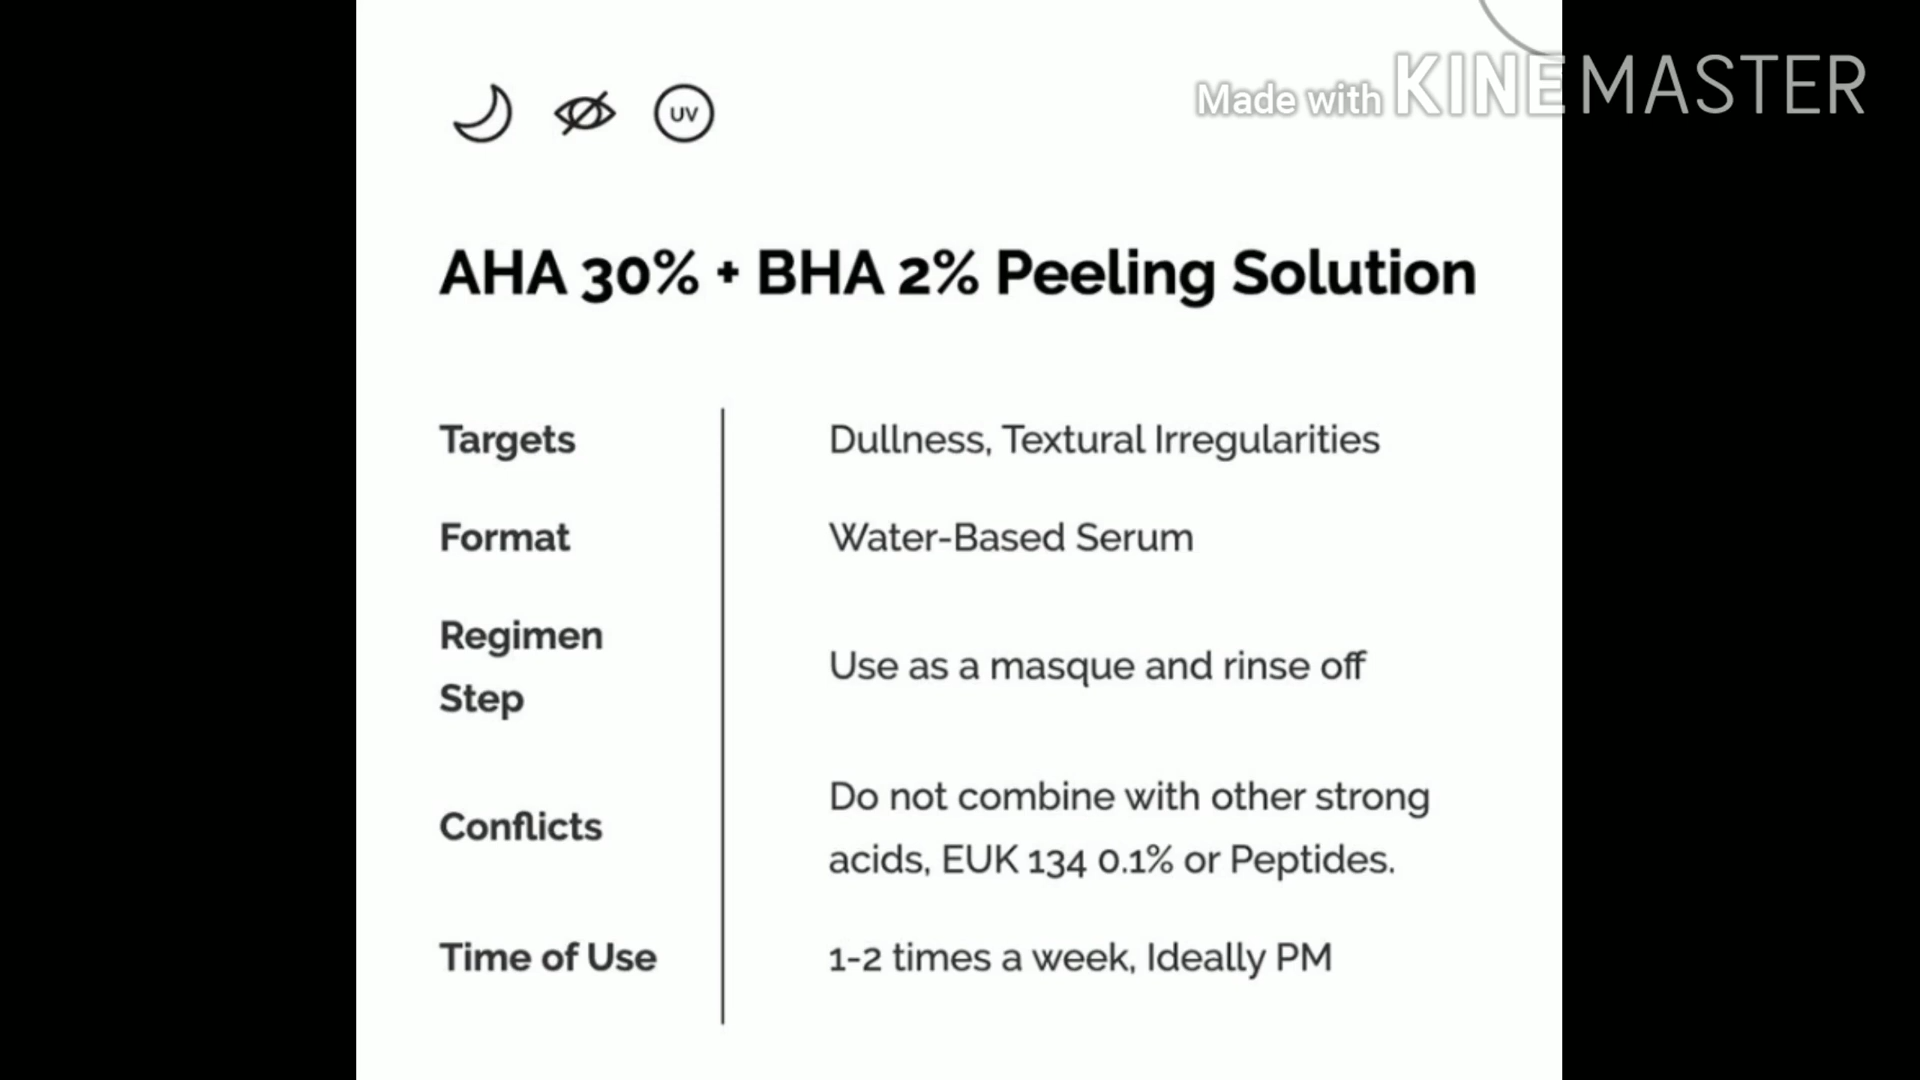 Made with KINEMASTER
UV
AHA 30% + BHA 2% Peeling Solution
Targets
Dullness, Textural Irregularities
Format
Water-Based Serum
Regimen
Step
Use as a masque and rinse off
Conflicts
Do not combine with other strong
acids, EUK 134 0.1% or Peptides.
Time of Use
1-2 times a week, Ideally PM